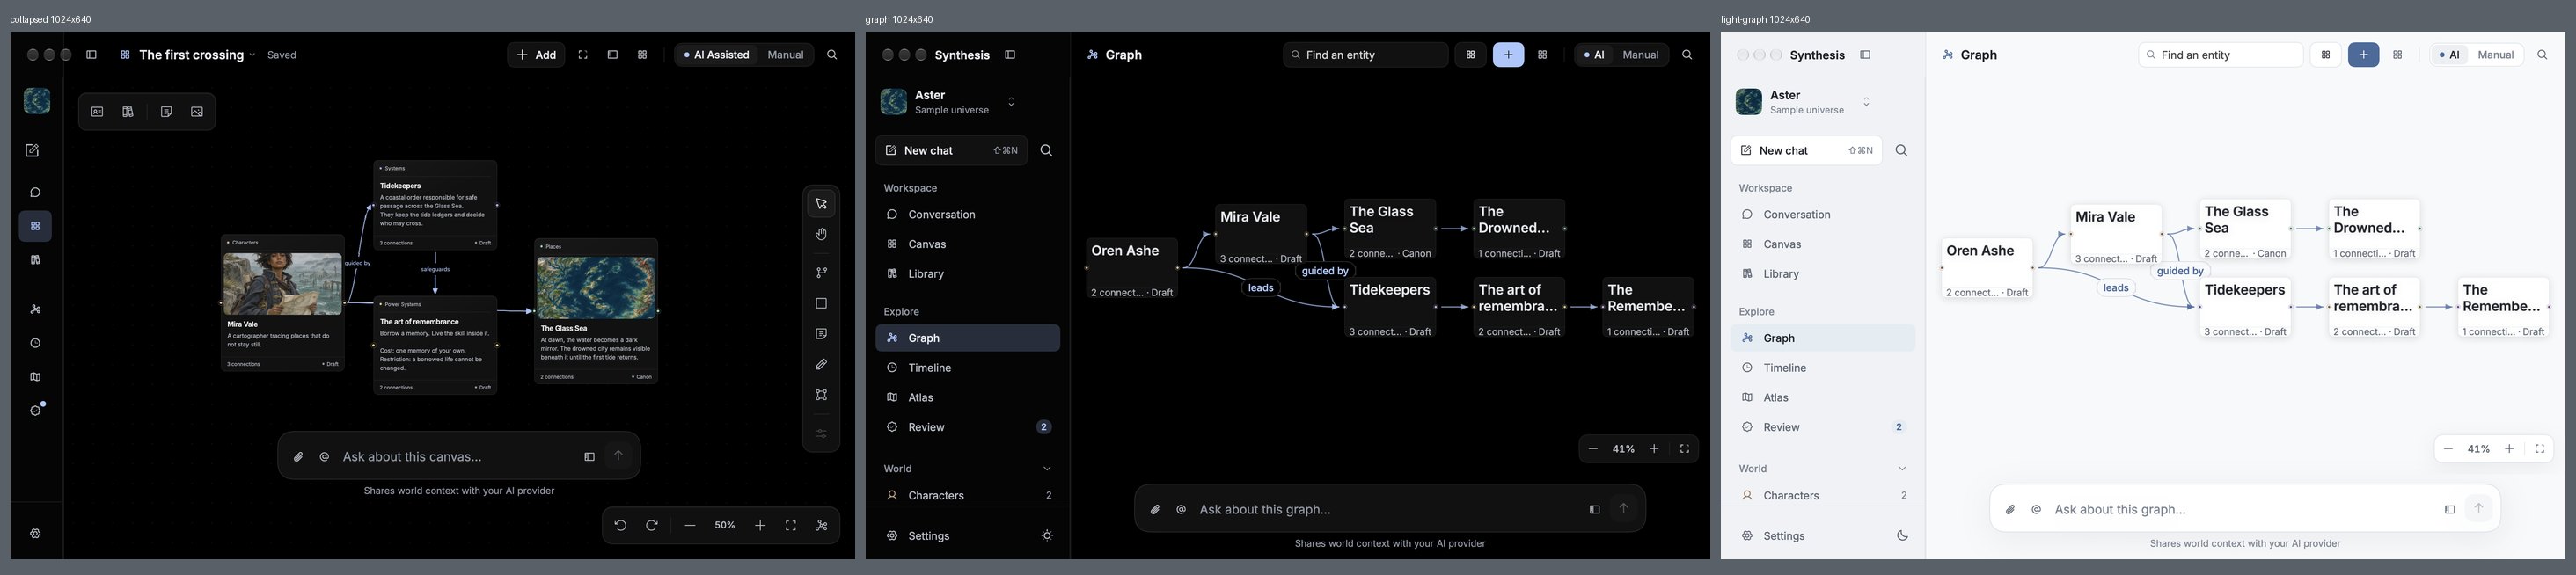 collapsed 1024x640
The first crossing
Saved
Add
AI Assisted
Manual
Systems
Tidekeepers
A coastal order responsible for safe
passage across the Glass Sea.
They keep the tide ledgers and decide
who may cross.
3 connections
Draft
Characters
Mira Vale
A cartographer tracing places that do
not stay still.
3 connections
Draft
guided by
safeguards
Power Systems
The art of remembrance
Borrow a memory. Live the skill inside it.
Cost: one memory of your own.
Restriction: a borrowed life cannot be
changed.
2 connections
Draft
Places
The Glass Sea
At dawn, the water becomes a dark
mirror. The drowned city remains visible
beneath it until the first tide returns.
2 connections
Canon
Ask about this canvas...
Shares world context with your AI provider
50%
graph 1024x640
Synthesis
Graph
Find an entity
AI
Manual
Aster
Sample universe
New chat
⇧⌘N
Workspace
Conversation
Canvas
Library
Explore
Graph
Timeline
Atlas
Review
2
World
Characters
2
Settings
Oren Ashe
2 connect... · Draft
Mira Vale
3 connect... · Draft
The Glass
Sea
2 conne... · Canon
The
Drowned...
1 connecti... · Draft
guided by
leads
Tidekeepers
3 connect... · Draft
The art of
remembra...
2 connect... · Draft
The
Remembe...
1 connecti... · Draft
41%
Ask about this graph...
Shares world context with your AI provider
light-graph 1024x640
Synthesis
Graph
Find an entity
AI
Manual
Aster
Sample universe
New chat
⇧⌘N
Workspace
Conversation
Canvas
Library
Explore
Graph
Timeline
Atlas
Review
2
World
Characters
2
Settings
Oren Ashe
2 connect... · Draft
Mira Vale
3 connect... · Draft
The Glass
Sea
2 conne... · Canon
The
Drowned...
1 connecti... · Draft
guided by
leads
Tidekeepers
3 connect... · Draft
The art of
remembra...
2 connect... · Draft
The
Remembe...
1 connecti... · Draft
41%
Ask about this graph...
Shares world context with your AI provider